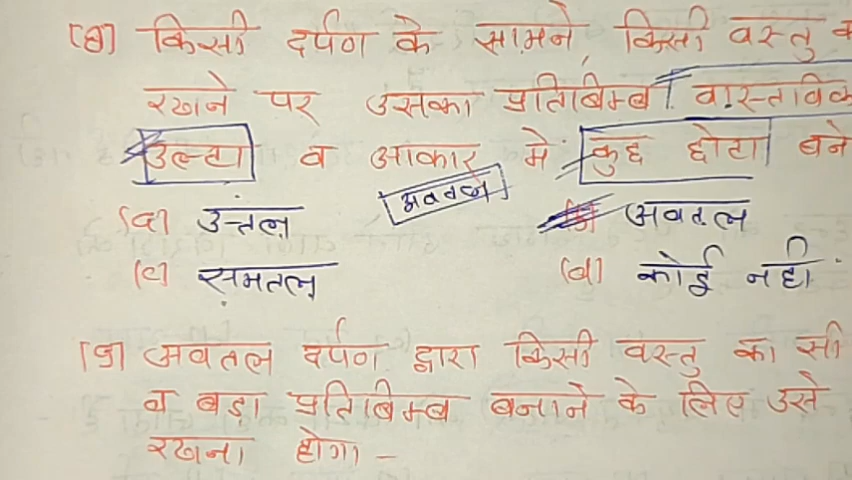 (8) किसी दर्पण के सामने किसी वस्तु क
रखने पर उसका प्रतिबिम्ब वास्तविक
उल्टा व आकार में कुछ छोटा बने
अवतल
(a) उत्तल अवतल
(c) समतल (d) कोई नहीं
(9) अवतल दर्पण द्वारा किसी वस्तु का सी
व बड़ा प्रतिबिम्ब बनाने के लिए उसे
रखना होगा -